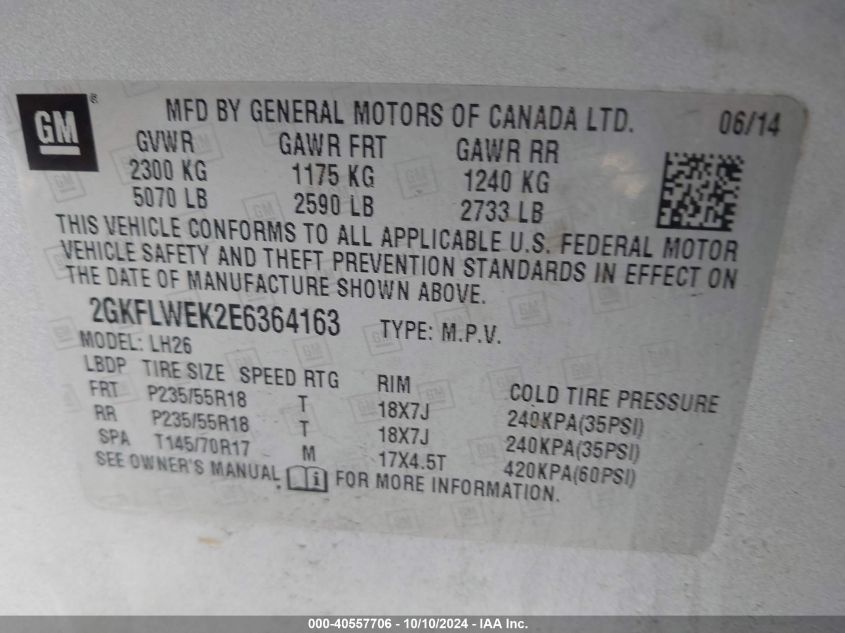 GM ®
MFD BY GENERAL MOTORS OF CANADA LTD. 06/14
GVWR GAWR FRT GAWR RR
2300 KG 1175 KG 1240 KG
5070 LB 2590 LB 2733 LB
THIS VEHICLE CONFORMS TO ALL APPLICABLE U.S. FEDERAL MOTOR
VEHICLE SAFETY AND THEFT PREVENTION STANDARDS IN EFFECT ON
THE DATE OF MANUFACTURE SHOWN ABOVE.
2GKFLWEK2E6364163 TYPE: M.P.V.
MODEL: LH26
LBDP TIRE SIZE SPEED RTG RIM COLD TIRE PRESSURE
FRT P235/55R18 T 18X7J 240KPA(35PSI)
RR P235/55R18 T 18X7J 240KPA(35PSI)
SPA T145/70R17 M 17X4.5T 420KPA(60PSI)
SEE OWNER'S MANUAL FOR MORE INFORMATION.
000-40557706 - 10/10/2024 - IAA Inc.